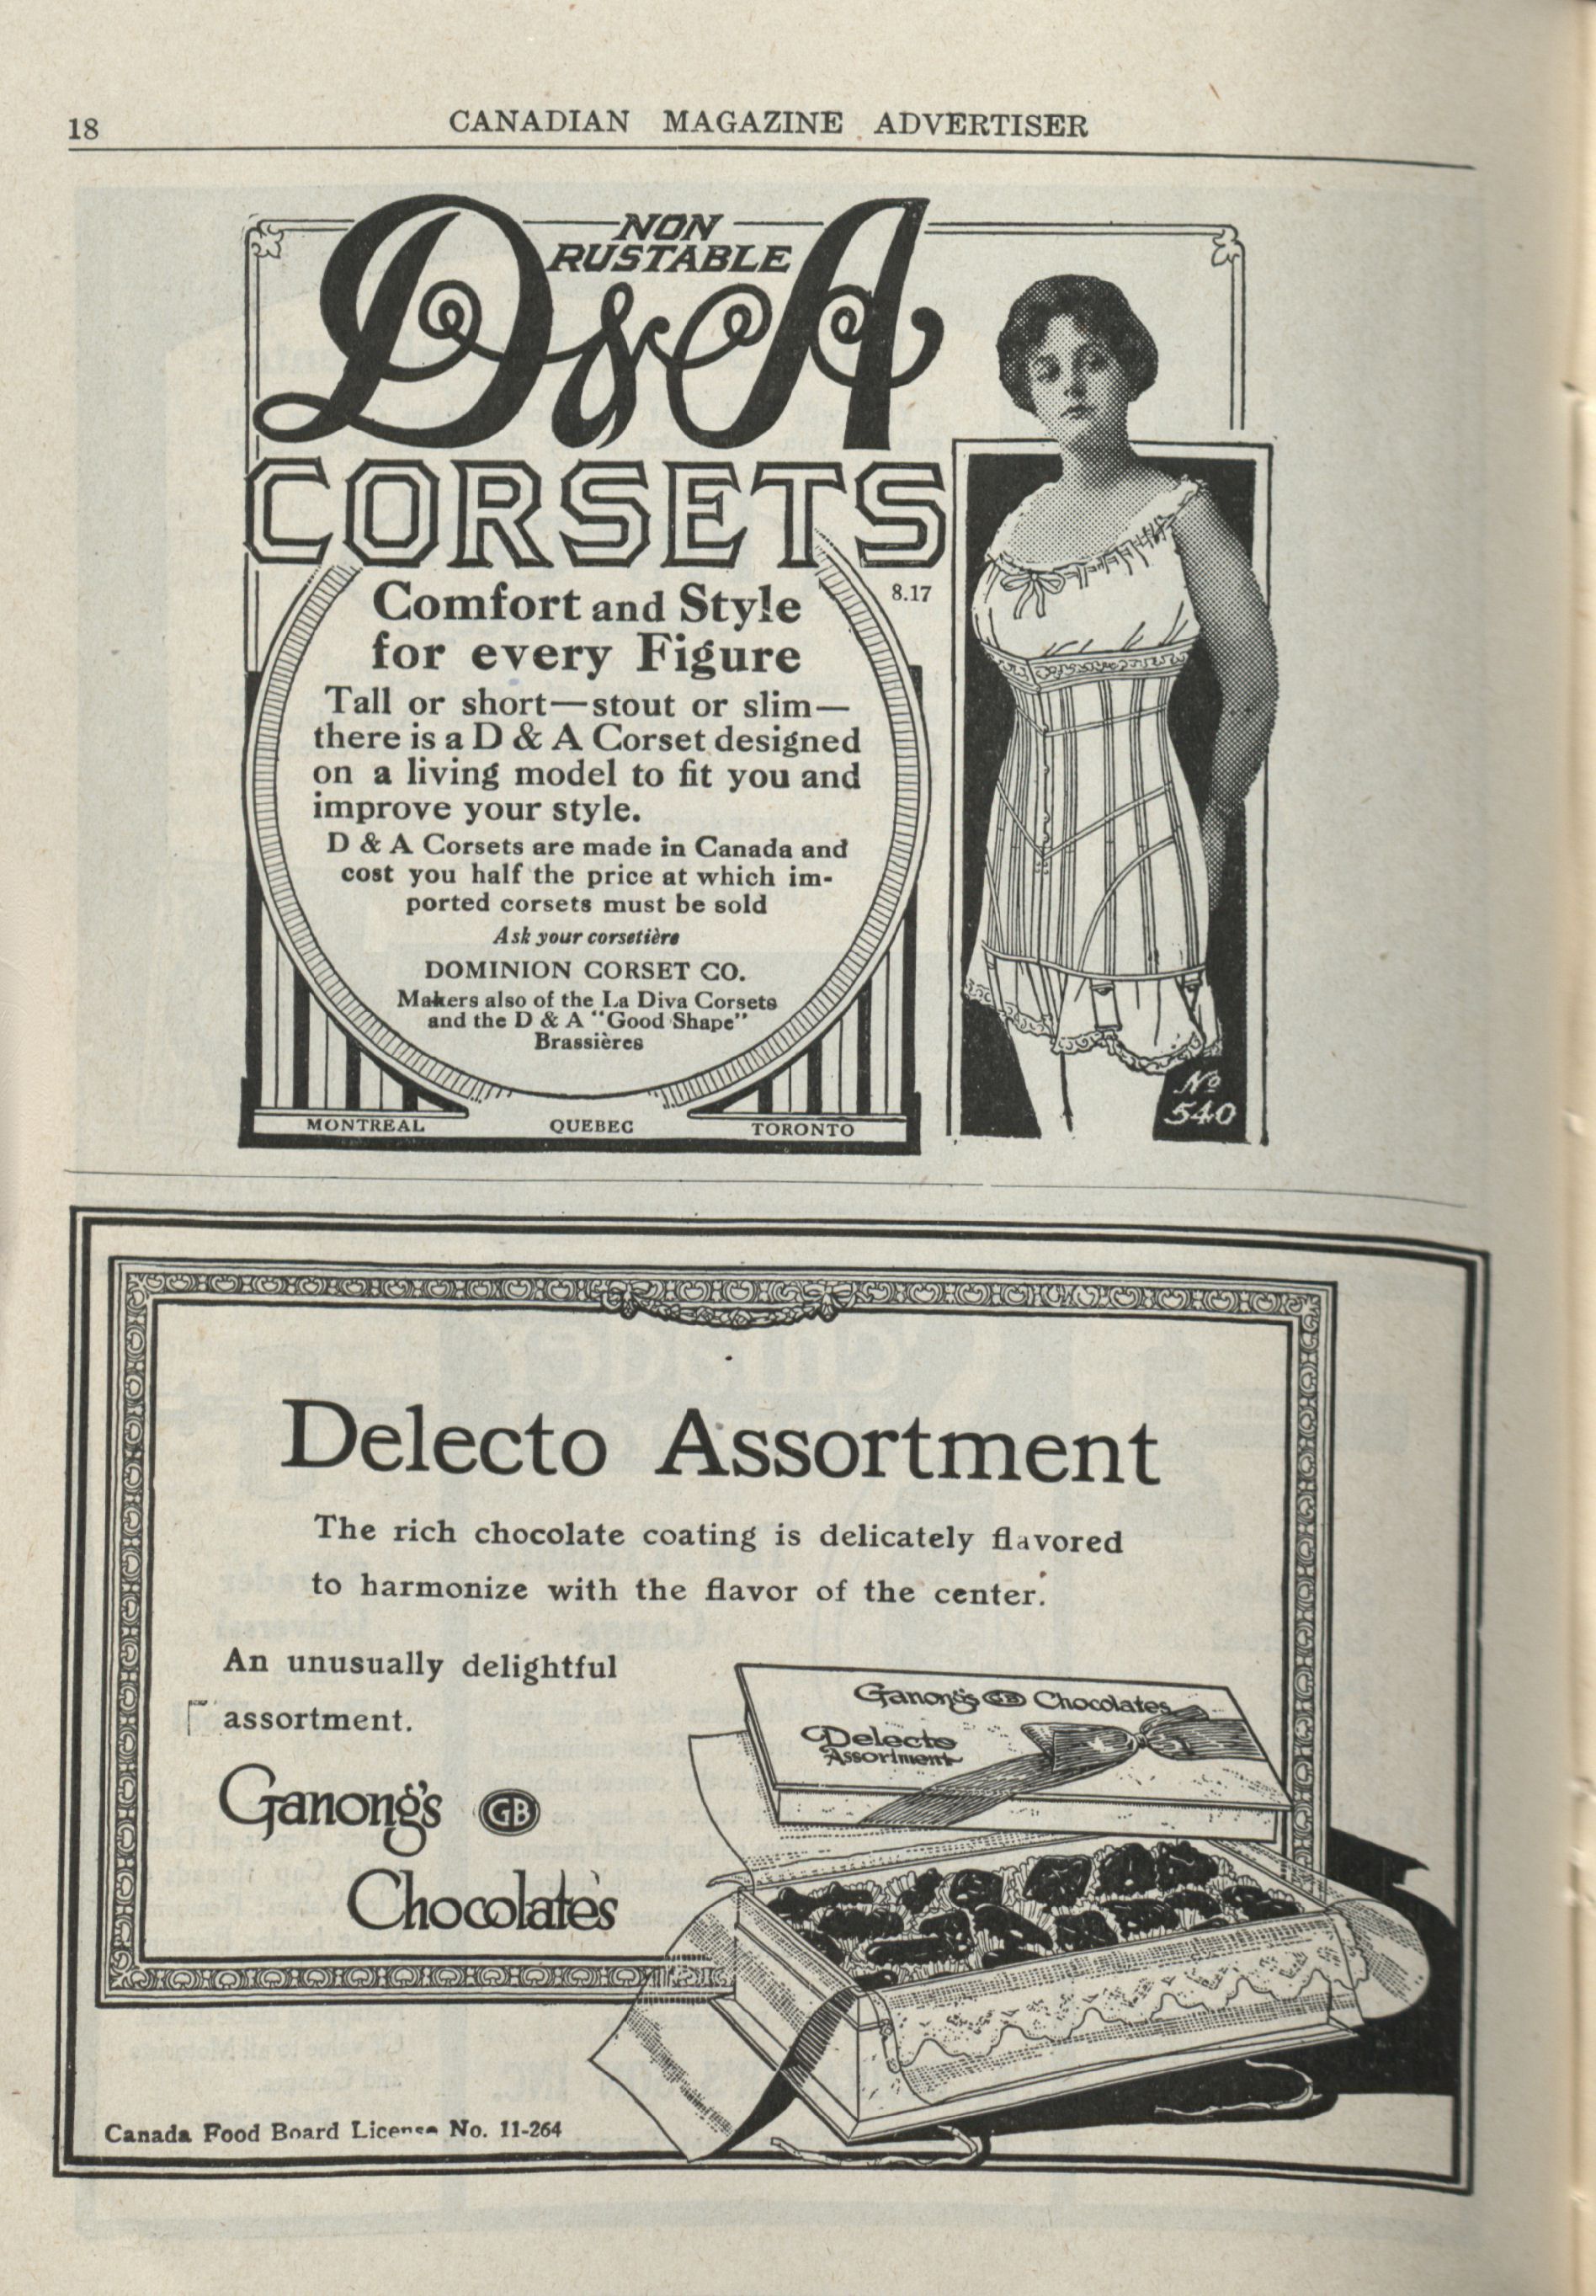 18
CANADIAN MAGAZINE ADVERTISER
NON
RUSTABLE
D&A
CORSETS
8.17
Comfort and Style
for every Figure
Tall or short—stout or slim—
there is a D & A Corset designed
on a living model to fit you and
improve your style.
D & A Corsets are made in Canada and
cost you half the price at which im-
ported corsets must be sold
Ask your corsetière
DOMINION CORSET CO.
Makers also of the La Diva Corsets
and the D & A "Good Shape"
Brassières
MONTREAL QUEBEC TORONTO
No
540
Delecto Assortment
The rich chocolate coating is delicately flavored
to harmonize with the flavor of the center.
An unusually delightful
assortment.
Ganong's GB
Chocolates
Ganong's GB Chocolates
Delecto
Assortment
Canada Food Board License No. 11-264